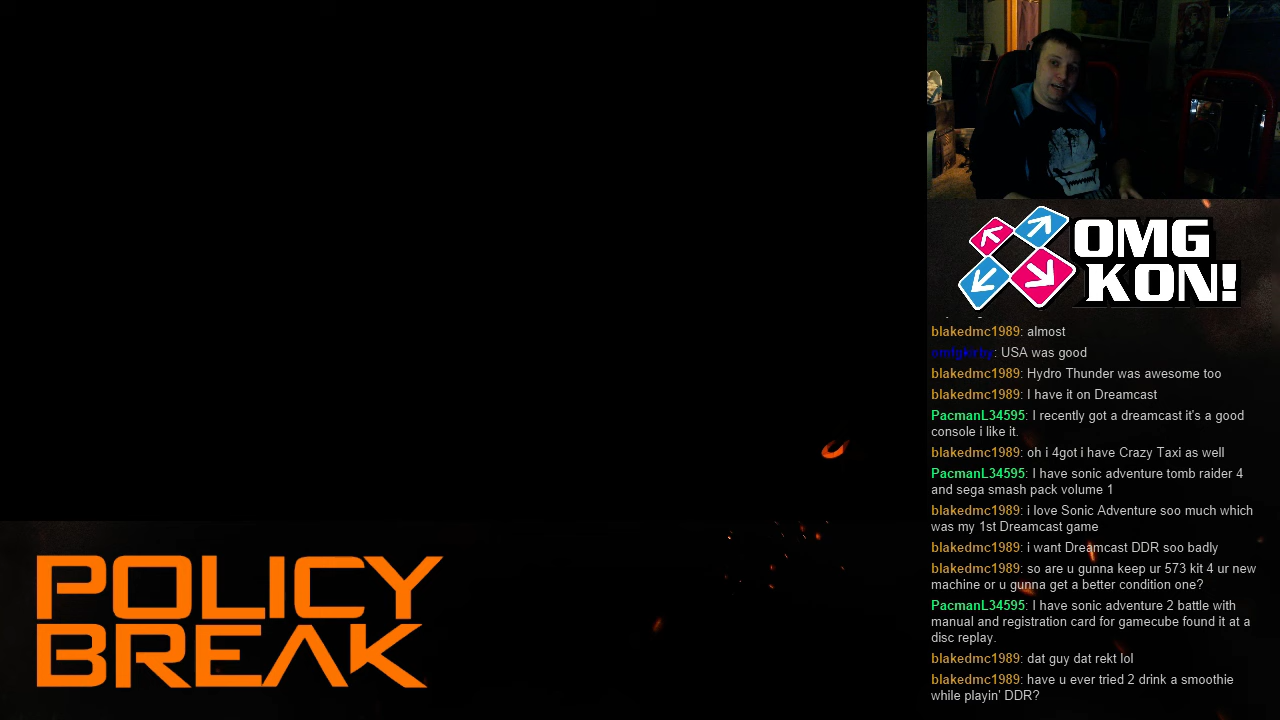 OMG
KON!
blakedmc1989: almost
omfgkirby: USA was good
blakedmc1989: Hydro Thunder was awesome too
blakedmc1989: I have it on Dreamcast
PacmanL34595: I recently got a dreamcast it's a good
console i like it.
blakedmc1989: oh i 4got i have Crazy Taxi as well
PacmanL34595: I have sonic adventure tomb raider 4
and sega smash pack volume 1
blakedmc1989: i love Sonic Adventure soo much which
was my 1st Dreamcast game
blakedmc1989: i want Dreamcast DDR soo badly
blakedmc1989: so are u gunna keep ur 573 kit 4 ur new
machine or u gunna get a better condition one?
PacmanL34595: I have sonic adventure 2 battle with
manual and registration card for gamecube found it at a
disc replay.
blakedmc1989: dat guy dat rekt lol
blakedmc1989: have u ever tried 2 drink a smoothie
while playin' DDR?
POLICY
BREAK